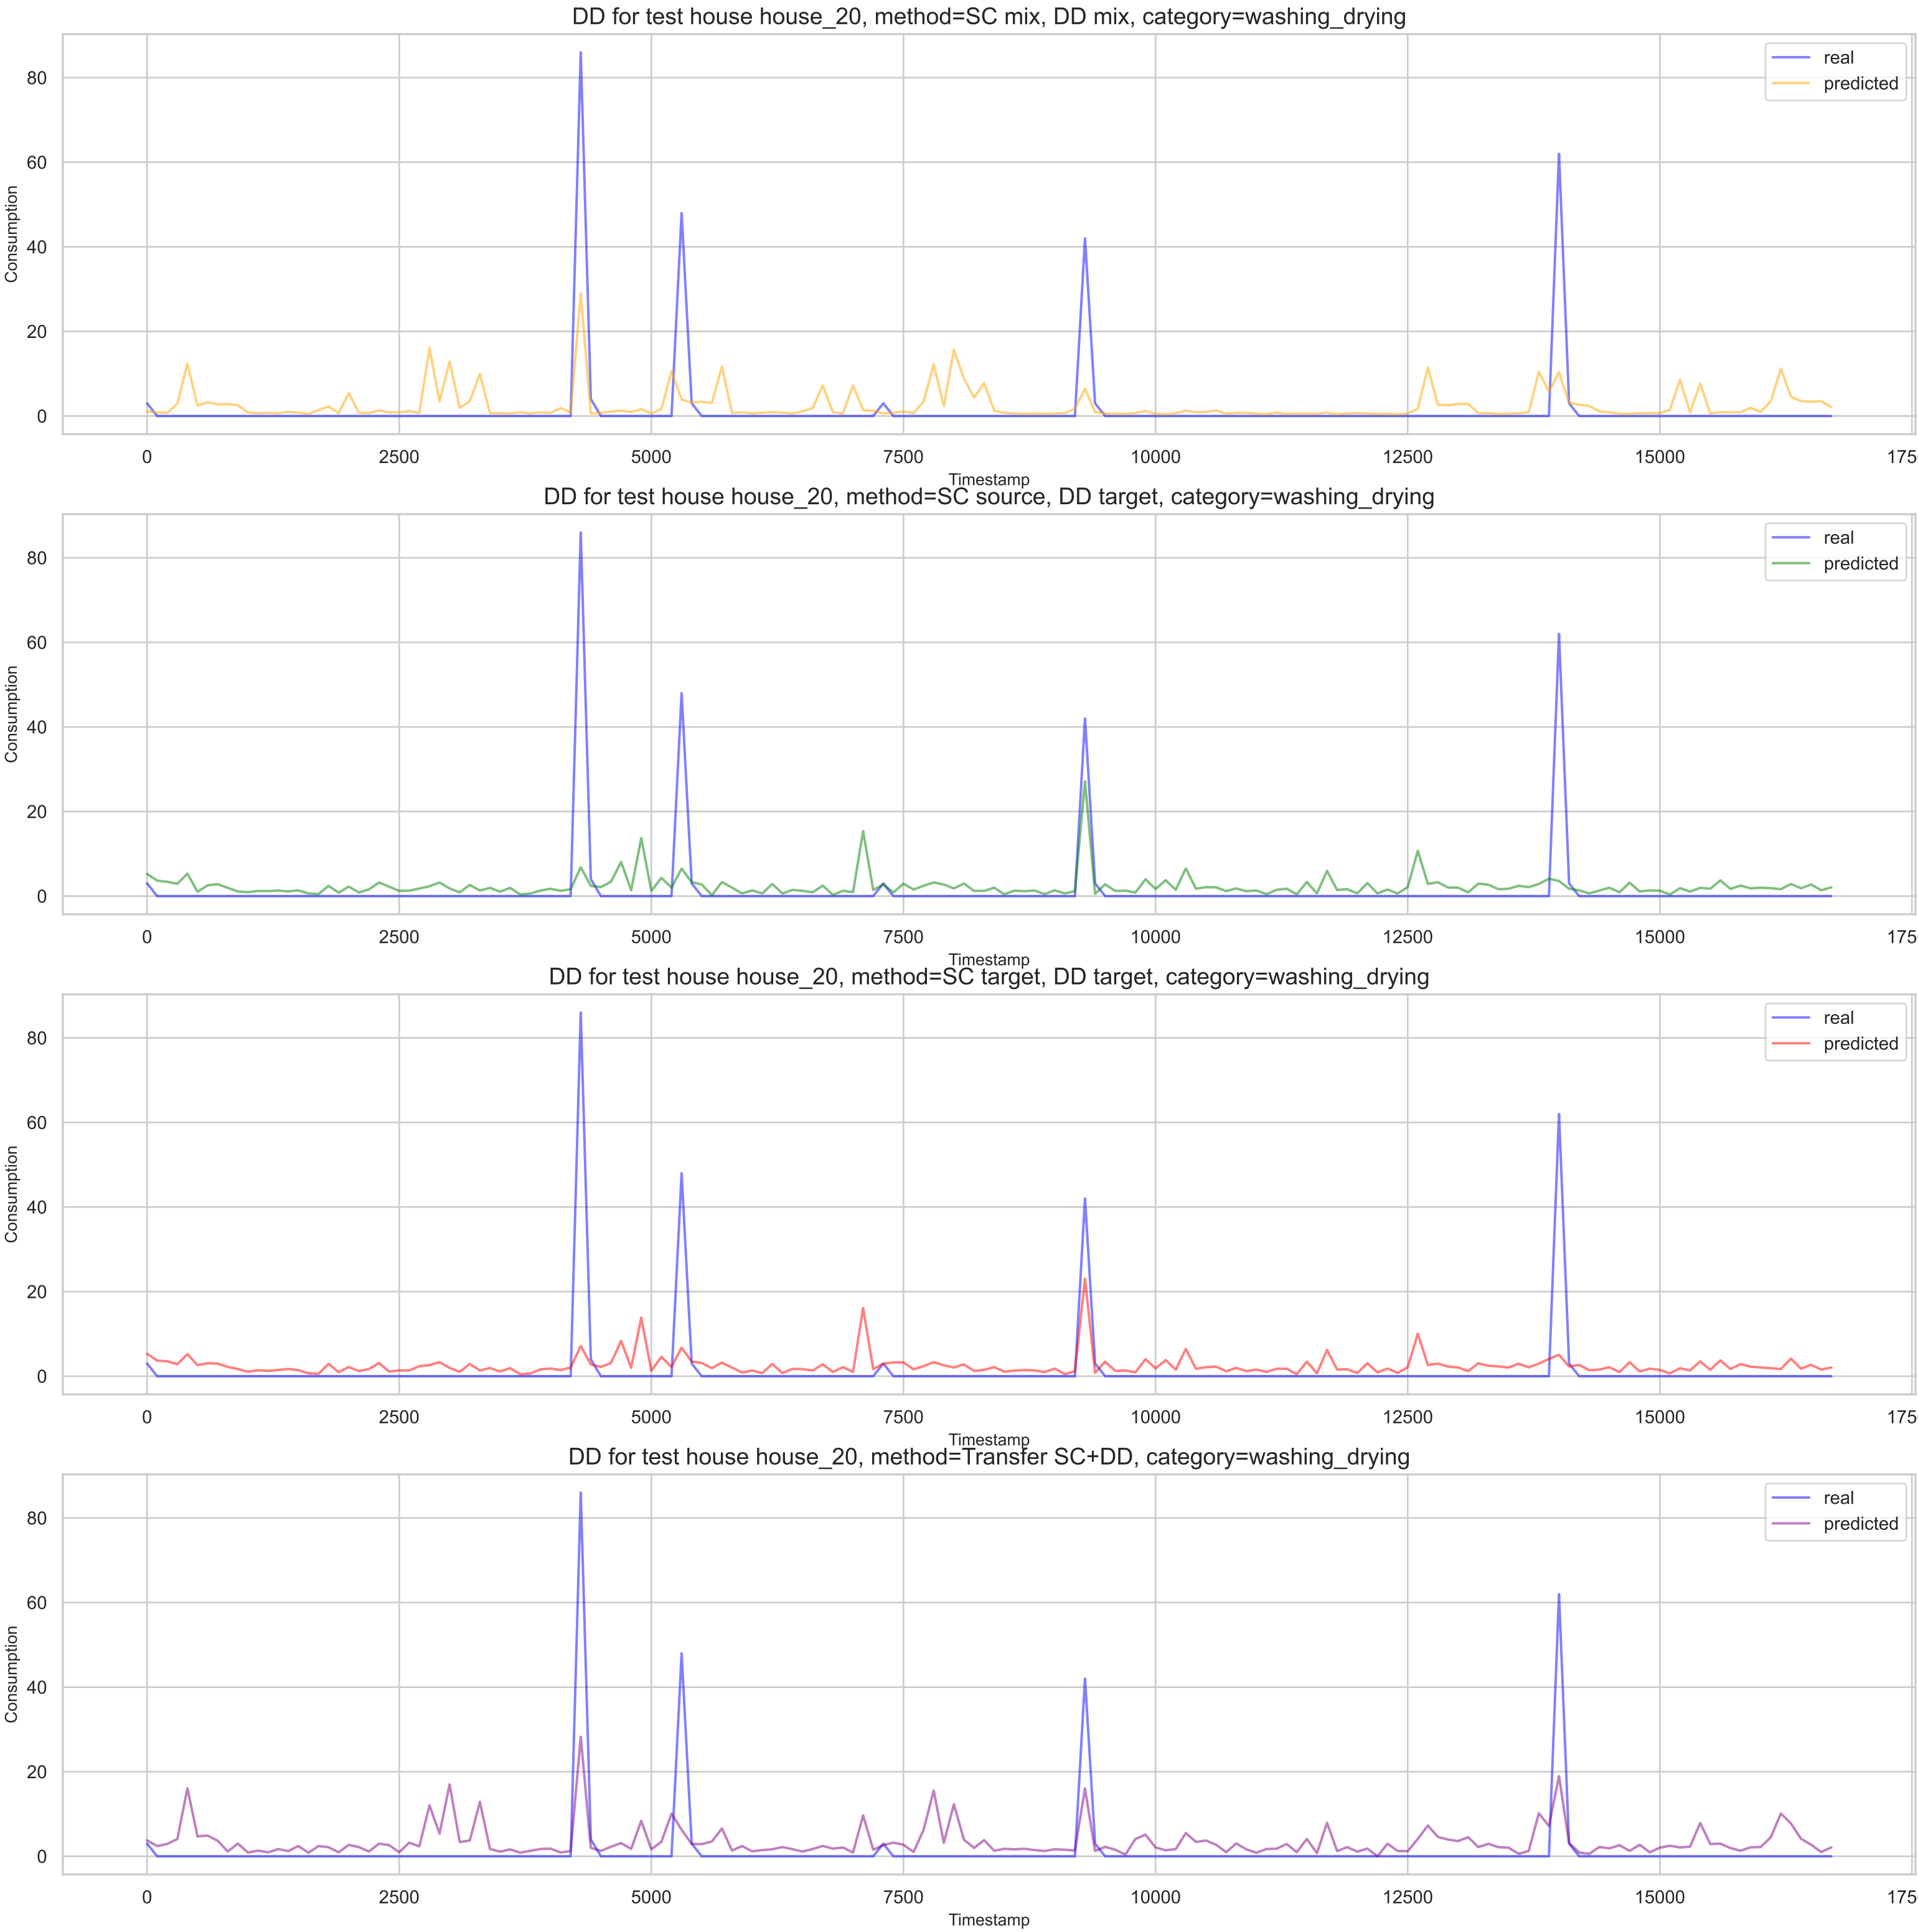 DD for test house house_20, method=SC mix, DD mix, category=washing_drying
real
predicted
80
60
40
20
0
Consumption
0 2500 5000 7500 10000 12500 15000 175
Timestamp
DD for test house house_20, method=SC source, DD target, category=washing_drying
real
predicted
80
60
40
20
0
Consumption
0 2500 5000 7500 10000 12500 15000 175
Timestamp
DD for test house house_20, method=SC target, DD target, category=washing_drying
real
predicted
80
60
40
20
0
Consumption
0 2500 5000 7500 10000 12500 15000 175
Timestamp
DD for test house house_20, method=Transfer SC+DD, category=washing_drying
real
predicted
80
60
40
20
0
Consumption
0 2500 5000 7500 10000 12500 15000 175
Timestamp